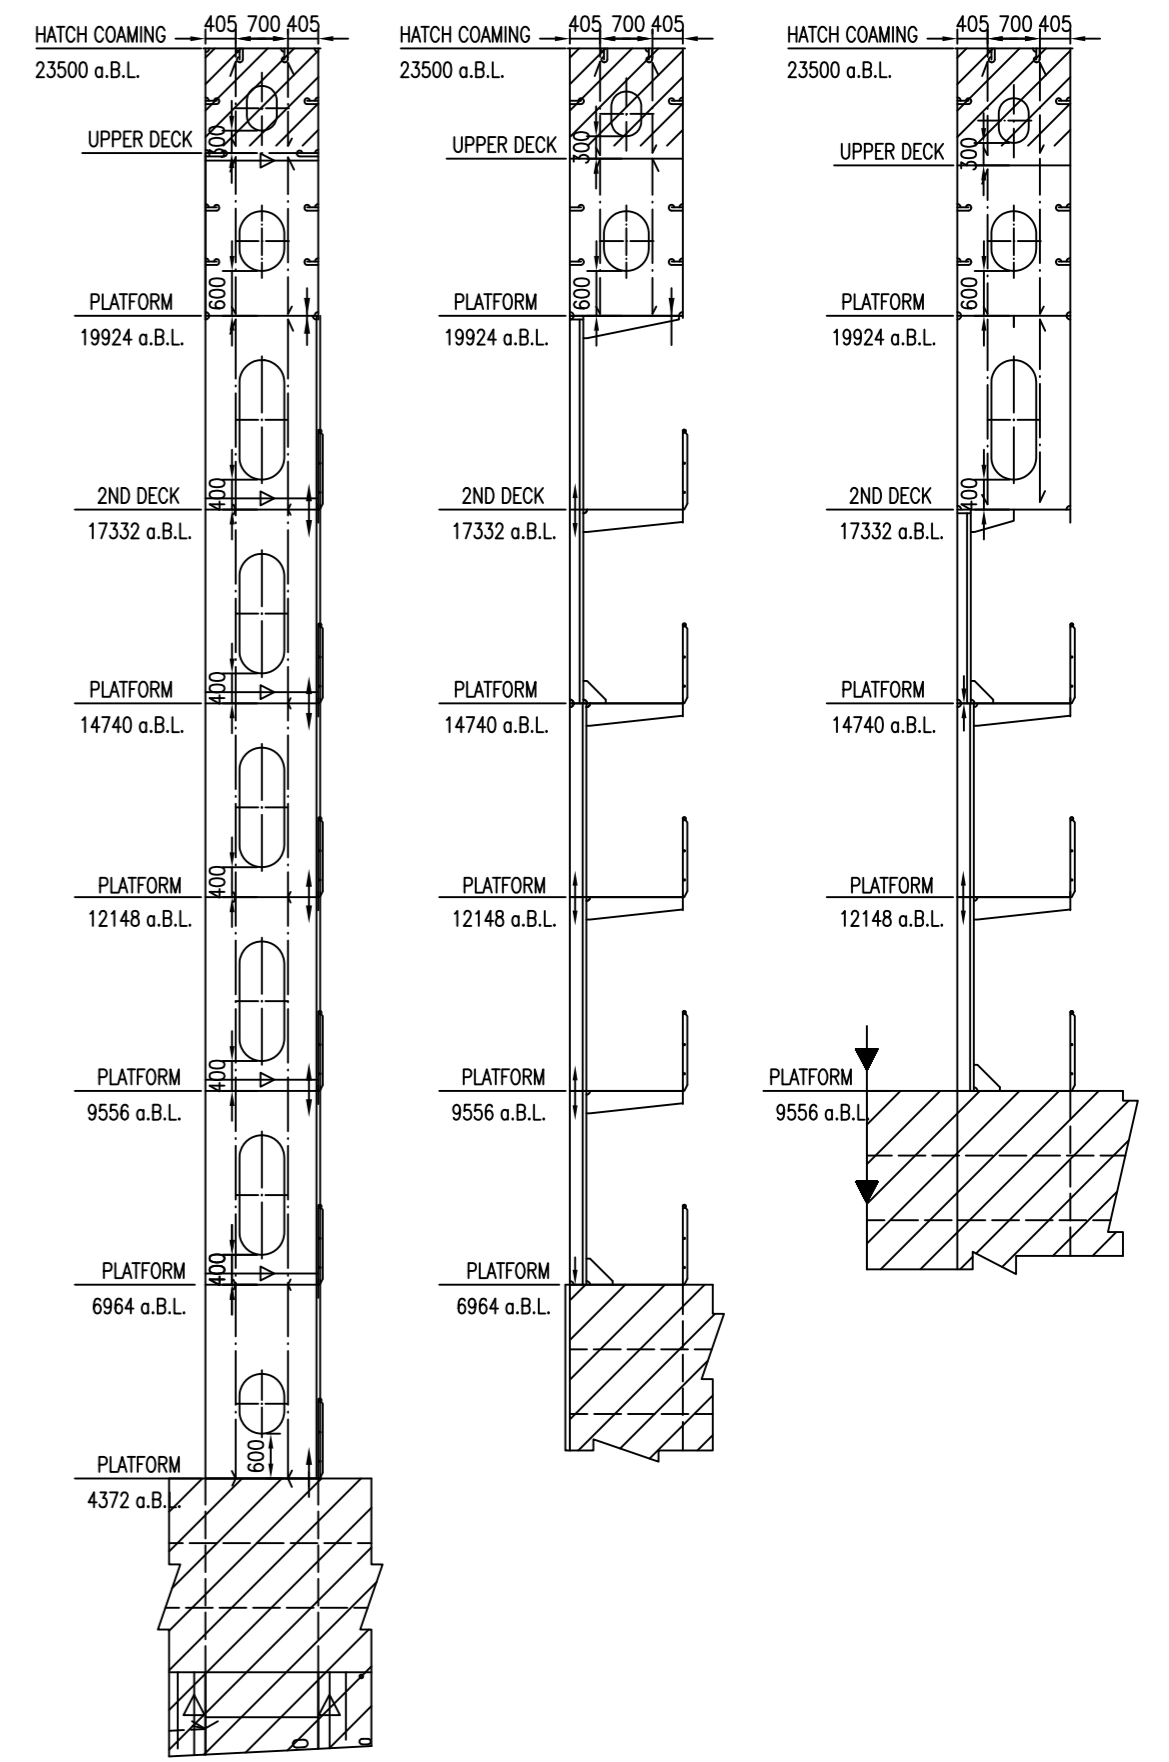 405 700 405
HATCH COAMING
23500 a.B.L.
300
UPPER DECK
600
PLATFORM
19924 a.B.L.
400
2ND DECK
17332 a.B.L.
400
PLATFORM
14740 a.B.L.
400
PLATFORM
12148 a.B.L.
400
PLATFORM
9556 a.B.L.
400
PLATFORM
6964 a.B.L.
600
PLATFORM
4372 a.B.L.
405 700 405
HATCH COAMING
23500 a.B.L.
300
UPPER DECK
600
PLATFORM
19924 a.B.L.
2ND DECK
17332 a.B.L.
PLATFORM
14740 a.B.L.
PLATFORM
12148 a.B.L.
PLATFORM
9556 a.B.L.
PLATFORM
6964 a.B.L.
405 700 405
HATCH COAMING
23500 a.B.L.
300
UPPER DECK
600
PLATFORM
19924 a.B.L.
400
2ND DECK
17332 a.B.L.
PLATFORM
14740 a.B.L.
PLATFORM
12148 a.B.L.
PLATFORM
9556 a.B.L.